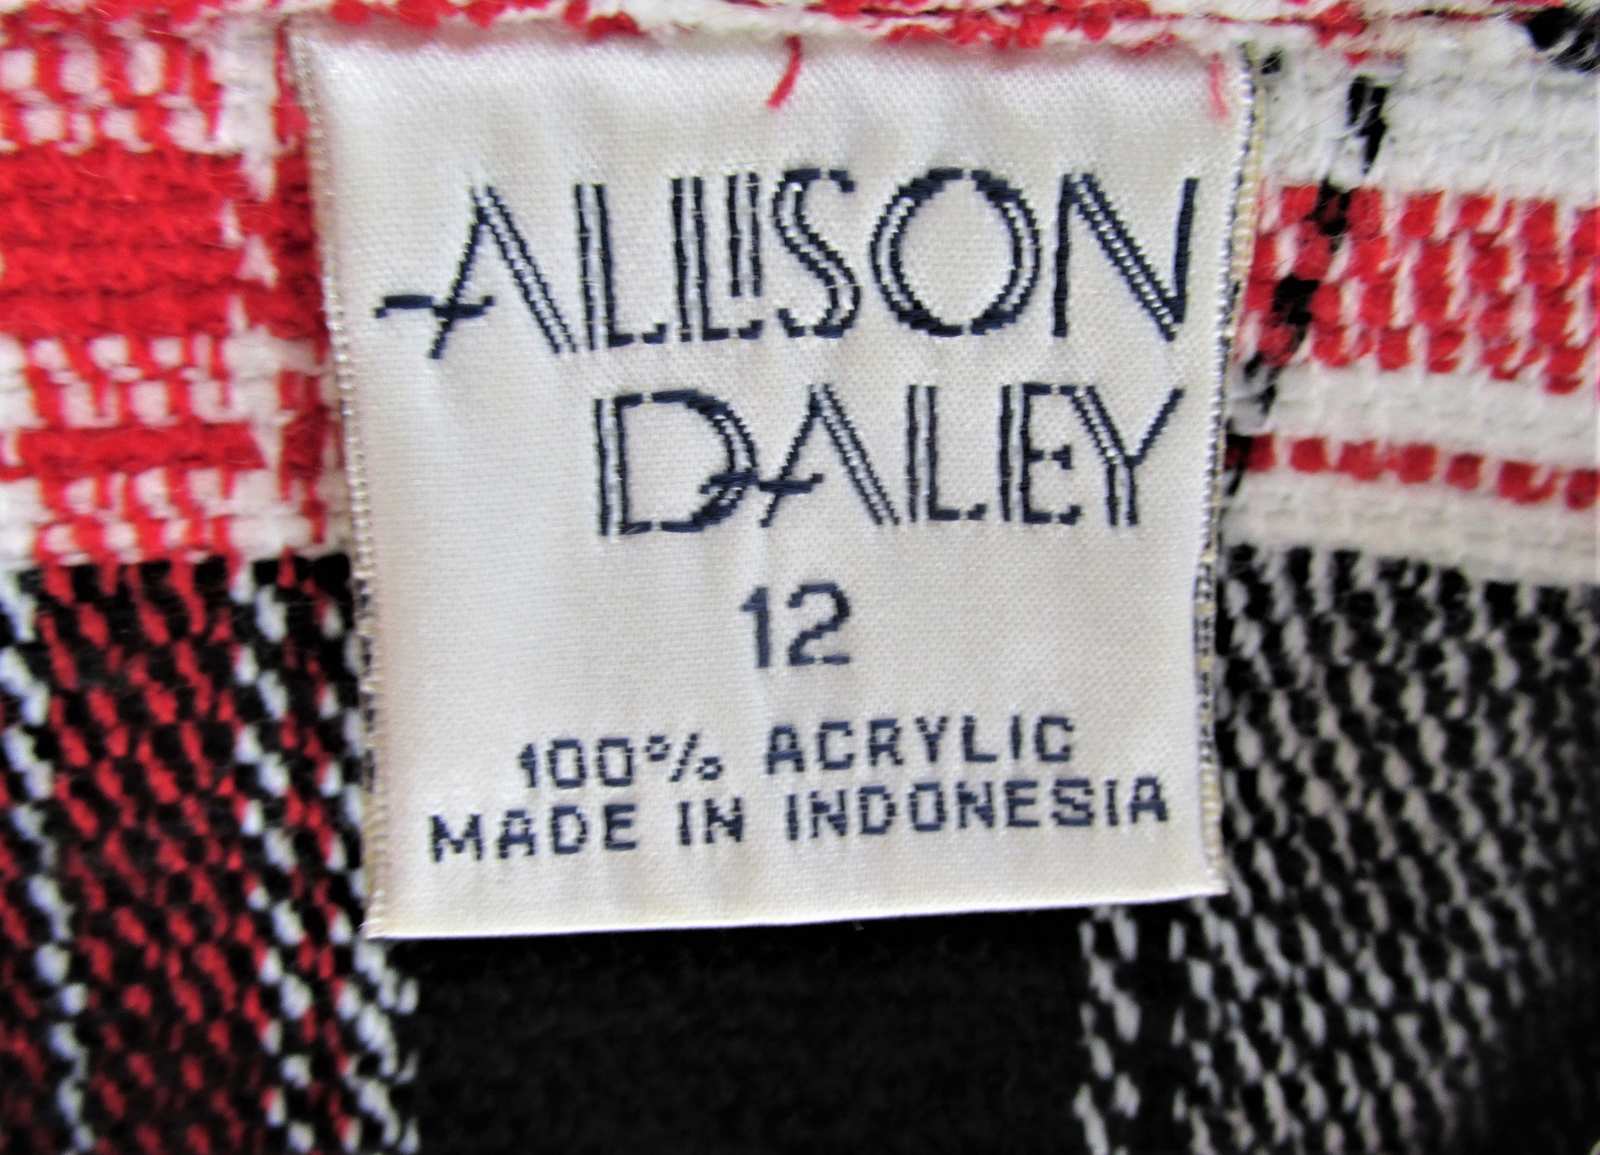 ALLISON
DALEY
12
100% ACRYLIC
MADE IN INDONESIA